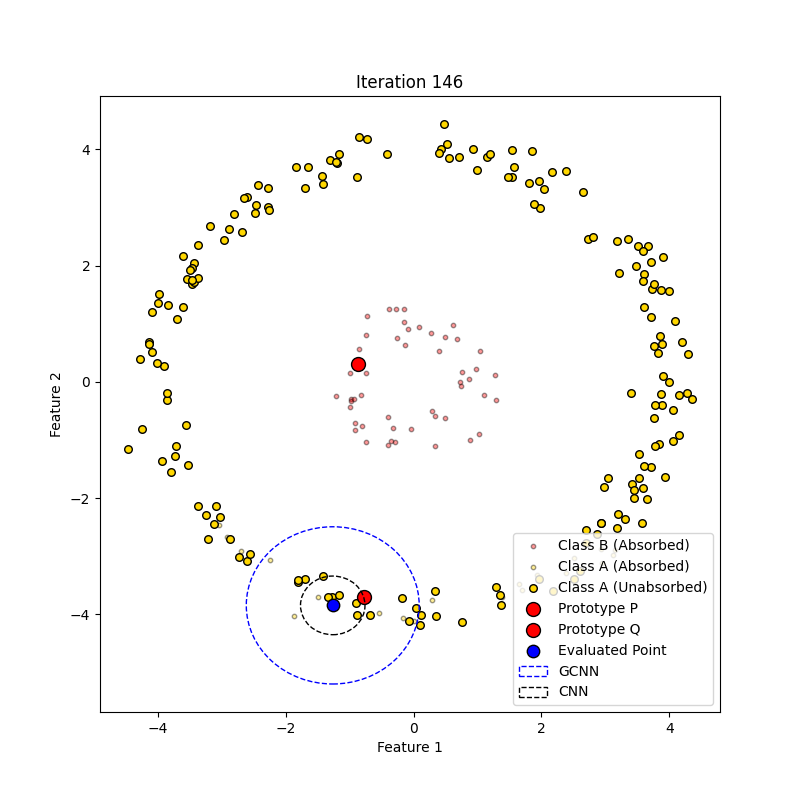 Iteration 146
4
2
0
−2
−4
Feature 2
−4
−2
0
2
4
Feature 1
Class B (Absorbed)
Class A (Absorbed)
Class A (Unabsorbed)
Prototype P
Prototype Q
Evaluated Point
GCNN
CNN